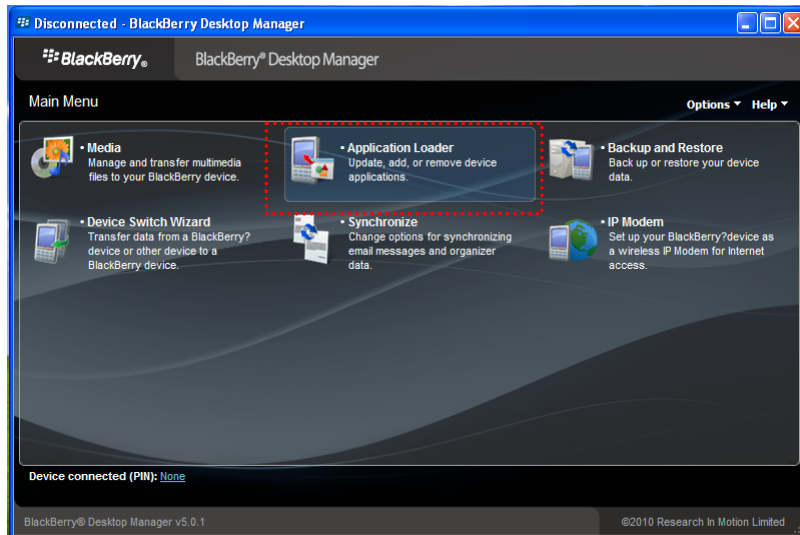 Disconnected - BlackBerry Desktop Manager
BlackBerry® BlackBerry® Desktop Manager
Main Menu
Options Help
Media
Manage and transfer multimedia
files to your BlackBerry device.
Application Loader
Update, add, or remove device
applications.
Backup and Restore
Back up or restore your device
data.
Device Switch Wizard
Transfer data from a BlackBerry?
device or other device to a
BlackBerry device.
Synchronize
Change options for synchronizing
email messages and organizer
data.
IP Modem
Set up your BlackBerry?device as
a wireless IP Modem for Internet
access.
Device connected (PIN): None
BlackBerry® Desktop Manager v5.0.1
©2010 Research In Motion Limited